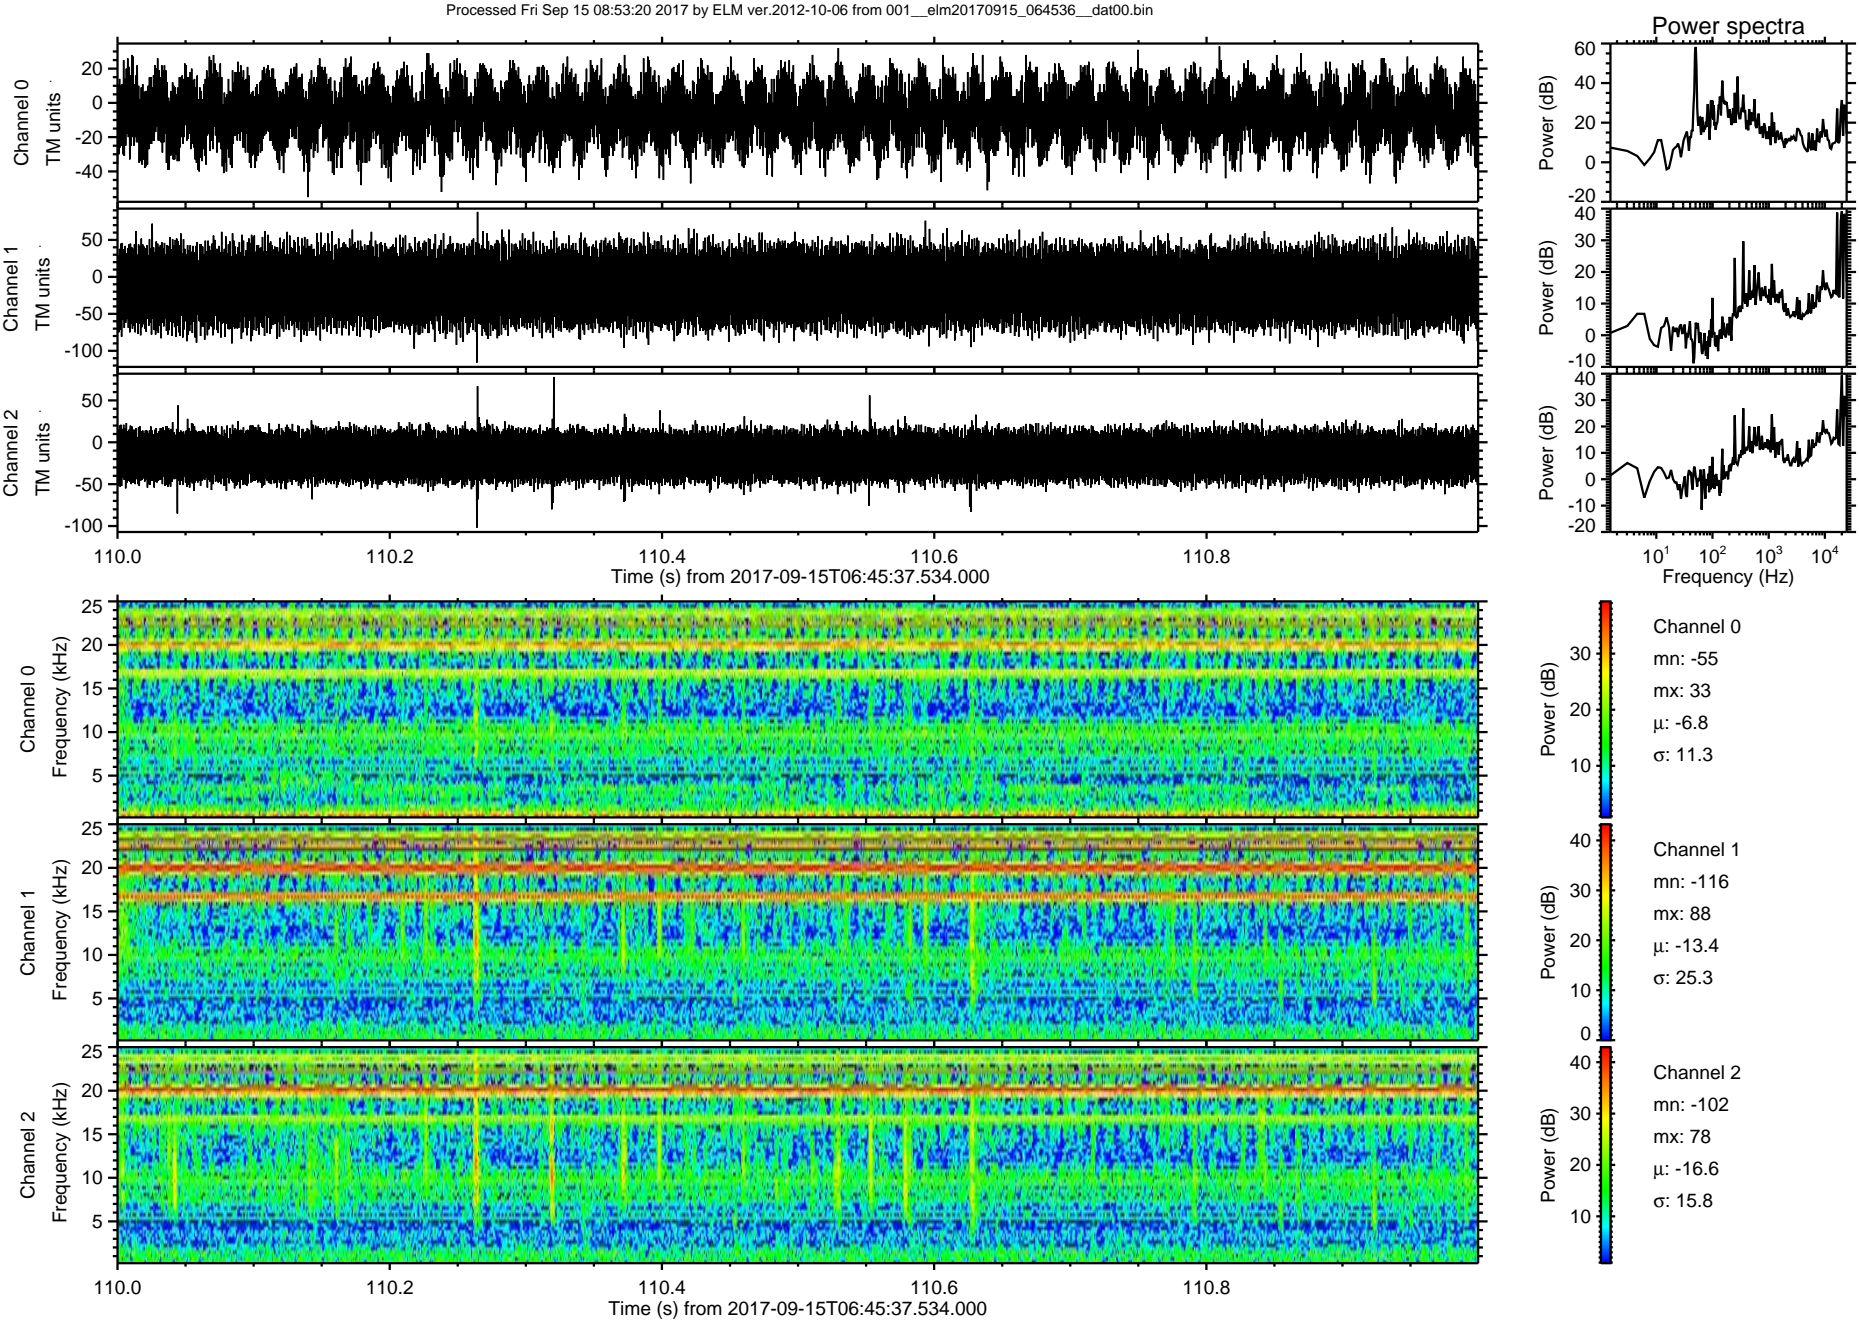 Processed Fri Sep 15 08:53:20 2017 by ELM ver.2012-10-06 from 001__elm20170915_064536__dat00.bin
Power spectra
Channel 0
TM units
20
0
-20
-40
Power (dB)
60
40
20
0
-20
Channel 1
TM units
50
0
-50
-100
Power (dB)
40
30
20
10
0
-10
Channel 2
TM units
50
0
-50
-100
Power (dB)
40
30
20
10
0
-10
-20
110.0 110.2 110.4 110.6 110.8
Time (s) from 2017-09-15T06:45:37.534.000
10^1 10^2 10^3 10^4
Frequency (Hz)
Channel 0
Frequency (kHz)
25
20
15
10
5
Power (dB)
30
20
10
Channel 0
mn: -55
mx: 33
μ: -6.8
σ: 11.3
Channel 1
Frequency (kHz)
25
20
15
10
5
Power (dB)
40
30
20
10
0
Channel 1
mn: -116
mx: 88
μ: -13.4
σ: 25.3
Channel 2
Frequency (kHz)
25
20
15
10
5
Power (dB)
40
30
20
10
Channel 2
mn: -102
mx: 78
μ: -16.6
σ: 15.8
110.0 110.2 110.4 110.6 110.8
Time (s) from 2017-09-15T06:45:37.534.000